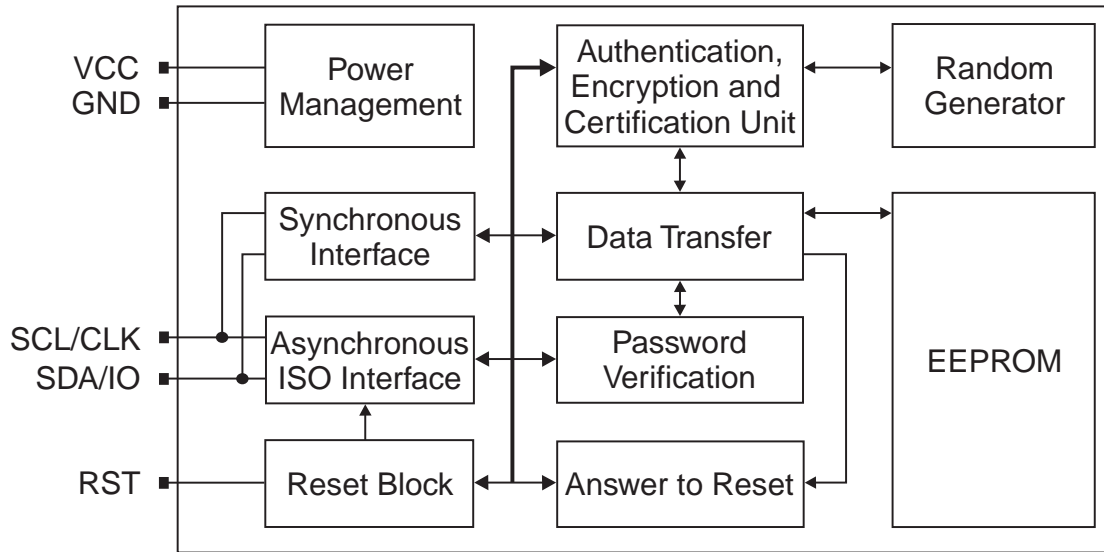 VCC
GND
Power
Management
Authentication,
Encryption and
Certification Unit
Random
Generator
Synchronous
Interface
Data Transfer
EEPROM
SCL/CLK
SDA/IO
Asynchronous
ISO Interface
Password
Verification
RST
Reset Block
Answer to Reset